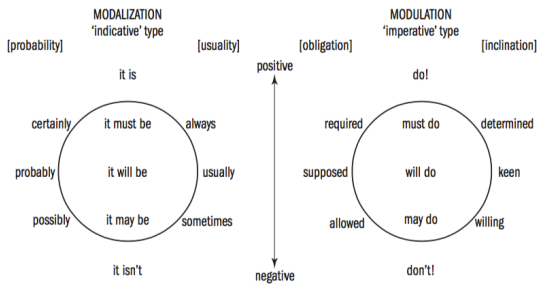 MODALIZATION
‘indicative’ type
[probability]
[usuality]
it is
certainly
it must be
always
probably
it will be
usually
possibly
it may be
sometimes
it isn't
positive
negative
MODULATION
‘imperative’ type
[obligation]
[inclination]
do!
required
must do
determined
supposed
will do
keen
allowed
may do
willing
don't!